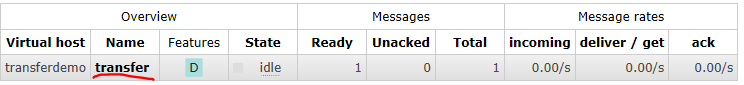 Overview Messages Message rates
Virtual host Name Features State Ready Unacked Total incoming deliver / get ack
transferdemo transfer D idle 1 0 1 0.00/s 0.00/s 0.00/s